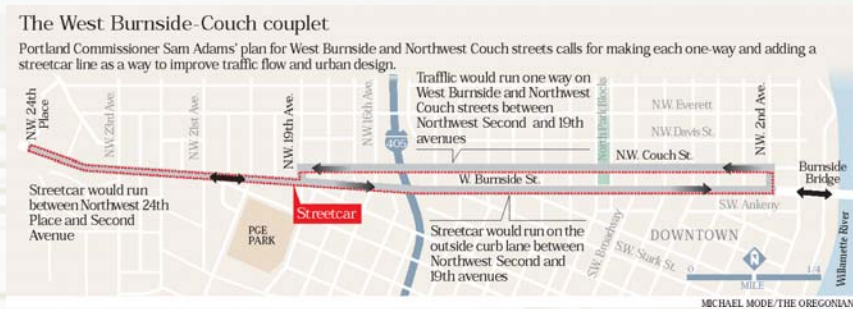 The West Burnside-Couch couplet
Portland Commissioner Sam Adams' plan for West Burnside and Northwest Couch streets calls for making each one-way and adding a
streetcar line as a way to improve traffic flow and urban design.
N.W. 24th
Place
N.W. 23rd Ave.
N.W. 21st Ave.
N.W. 19th Ave.
N.W. 16th Ave.
405
Traffic would run one way on
West Burnside and Northwest
Couch streets between
Northwest Second and 19th
avenues
North Park Blocks
N.W. Everett
N.W. Davis St.
N.W. 2nd Ave.
N.W. Couch St.
W. Burnside St.
Burnside
Bridge
Streetcar would run
between Northwest 24th
Place and Second
Avenue
Streetcar
PGE
PARK
Streetcar would run on the
outside curb lane between
Northwest Second and
19th avenues
S.W. Broadway
S.W. Stark St.
S.W. Ankeny
DOWNTOWN
N
0
1/4
MILE
Willamette River
MICHAEL MODE/THE OREGONIAN